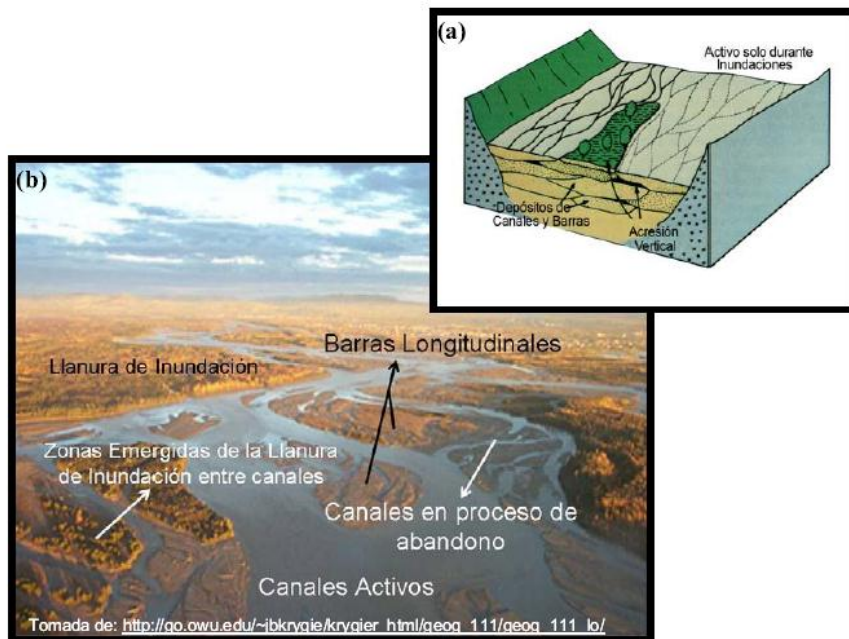 (a)
Activo solo durante
Inundaciones
Depósitos de
Canales y Barras
Acresión
Vertical
(b)
Barras Longitudinales
Llanura de Inundación
Zonas Emergidas de la Llanura
de Inundación entre canales
Canales en proceso de
abandono
Canales Activos
Tomada de: http://go.owu.edu/~jbkrygie/krygier_html/geog_111/geog_111_lo/